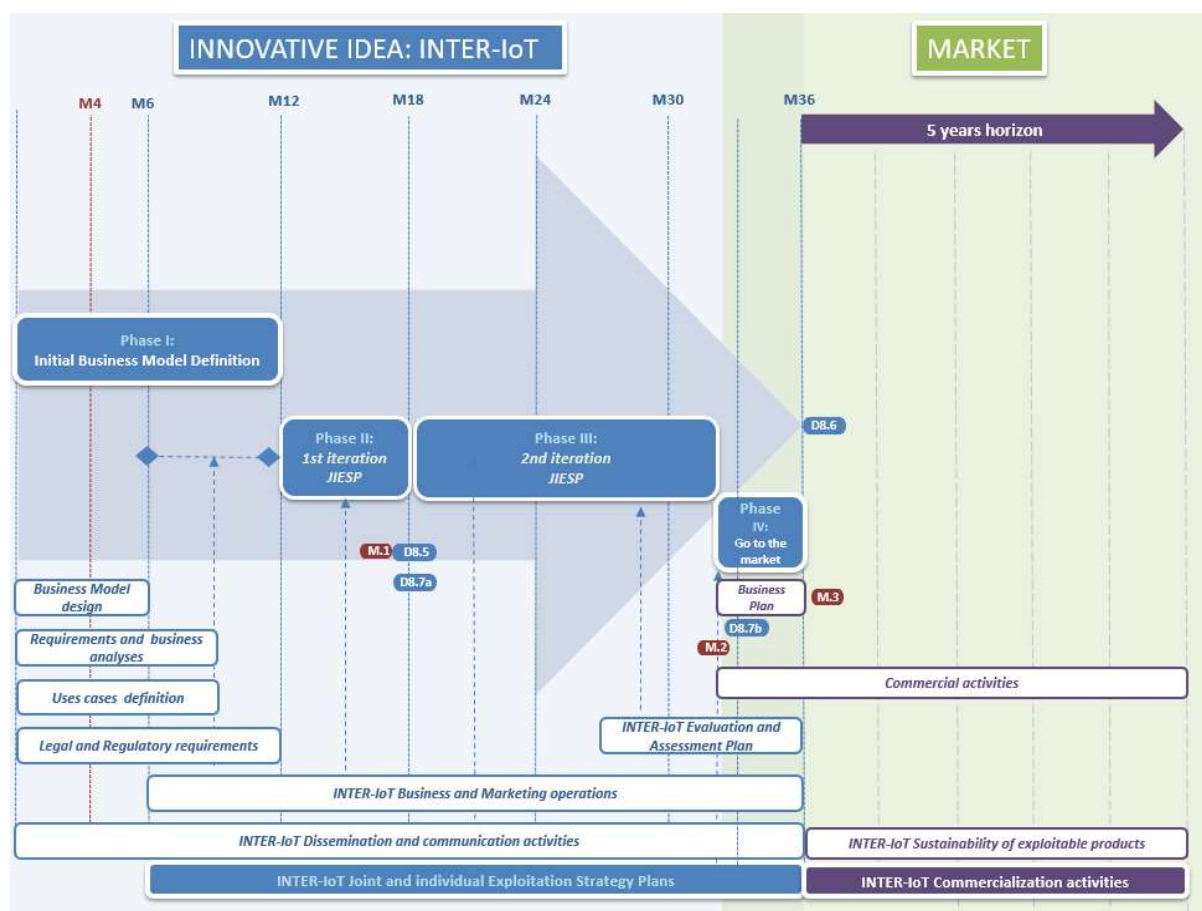 INNOVATIVE IDEA: INTER-IoT
MARKET
M4
M6
M12
M18
M24
M30
M36
5 years horizon
Phase I:
Initial Business Model Definition
Phase II:
1st iteration
JIESP
Phase III:
2nd iteration
JIESP
D8.6
Phase
IV:
Go to the
market
M.1
D8.5
D8.7a
Business Model
design
Business
Plan
M.3
D8.7b
M.2
Requirements and business
analyses
Uses cases definition
Commercial activities
Legal and Regulatory requirements
INTER-IoT Evaluation and
Assessment Plan
INTER-IoT Business and Marketing operations
INTER-IoT Dissemination and communication activities
INTER-IoT Sustainability of exploitable products
INTER-IoT Joint and individual Exploitation Strategy Plans
INTER-IoT Commercialization activities